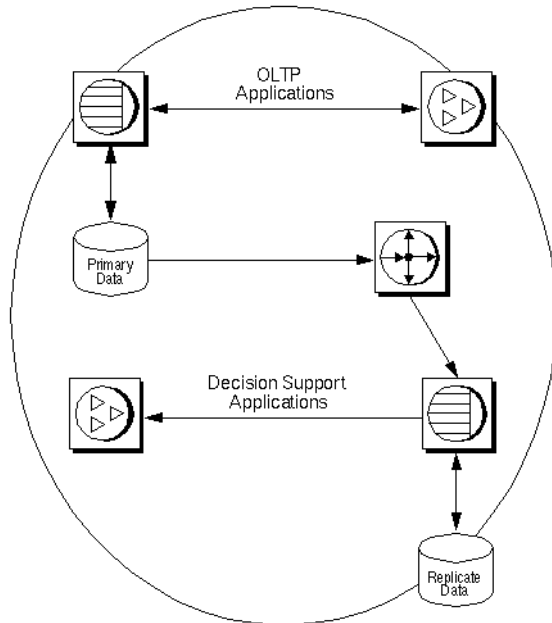 OLTP
Applications
Primary
Data
Decision Support
Applications
Replicate
Data